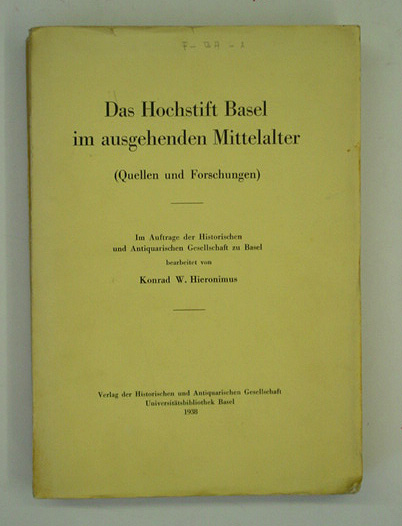 Das Hochstift Basel
im ausgehenden Mittelalter
(Quellen und Forschungen)
Im Auftrage der Historischen
und Antiquarischen Gesellschaft zu Basel
bearbeitet von
Konrad W. Hieronimus
Verlag der Historischen und Antiquarischen Gesellschaft
Universitätsbibliothek Basel
1938